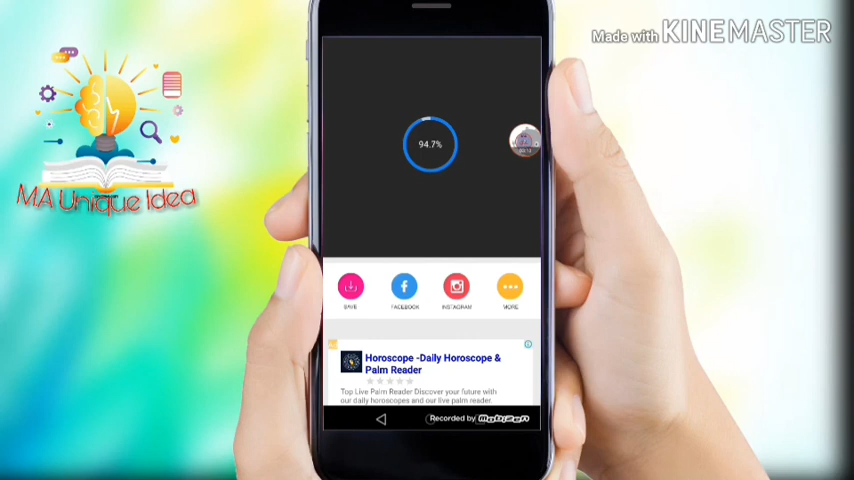 Made with KINEMASTER
MA Unique Idea
94.7%
SAVE
FACEBOOK
INSTAGRAM
MORE
Horoscope -Daily Horoscope &
Palm Reader
Top Live Palm Reader Discover your future with
our daily horoscopes and our live palm reader.
Recorded by Mobizen